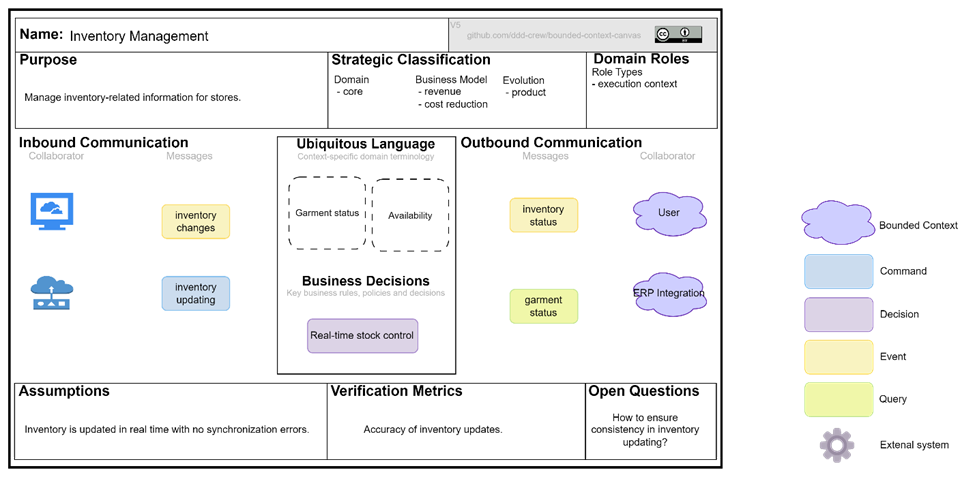 Name: Inventory Management
V5
github.com/ddd-crew/bounded-context-canvas
Purpose
Manage inventory-related information for stores.
Strategic Classification
Domain
- core
Business Model
- revenue
- cost reduction
Evolution
- product
Domain Roles
Role Types
- execution context
Inbound Communication
Collaborator
Messages
inventory
changes
inventory
updating
Ubiquitous Language
Context-specific domain terminology
Garment status
Availability
Business Decisions
Key business rules, policies and decisions
Real-time stock control
Outbound Communication
Messages
Collaborator
inventory
status
User
garment
status
ERP Integration
Assumptions
Inventory is updated in real time with no synchronization errors.
Verification Metrics
Accuracy of inventory updates.
Open Questions
How to ensure
consistency in inventory
updating?
Bounded Context
Command
Decision
Event
Query
Extenal system